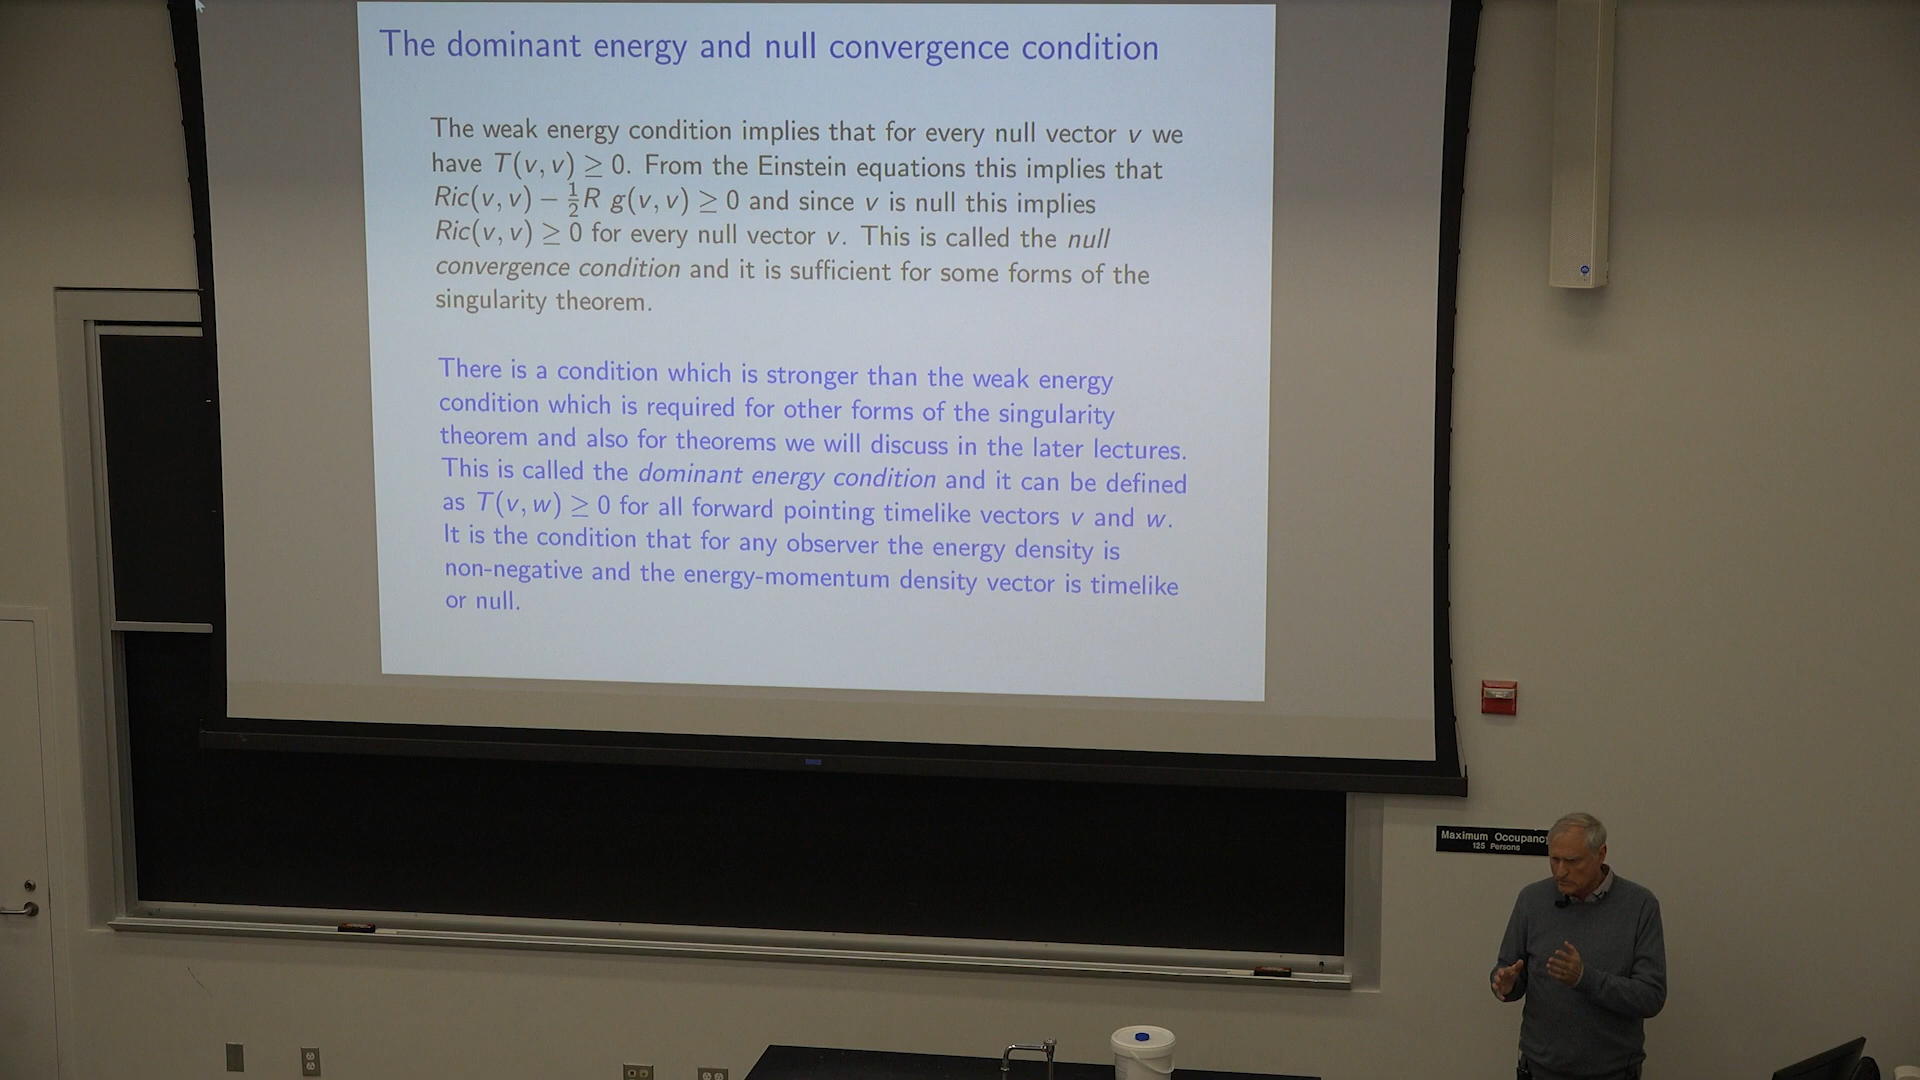 The dominant energy and null convergence condition
The weak energy condition implies that for every null vector v we
have T(v, v) ≥ 0. From the Einstein equations this implies that
Ric(v, v) − ½R g(v, v) ≥ 0 and since v is null this implies
Ric(v, v) ≥ 0 for every null vector v. This is called the null
convergence condition and it is sufficient for some forms of the
singularity theorem.
There is a condition which is stronger than the weak energy
condition which is required for other forms of the singularity
theorem and also for theorems we will discuss in the later lectures.
This is called the dominant energy condition and it can be defined
as T(v, w) ≥ 0 for all forward pointing timelike vectors v and w.
It is the condition that for any observer the energy density is
non-negative and the energy-momentum density vector is timelike
or null.
Maximum Occupancy
125 Persons